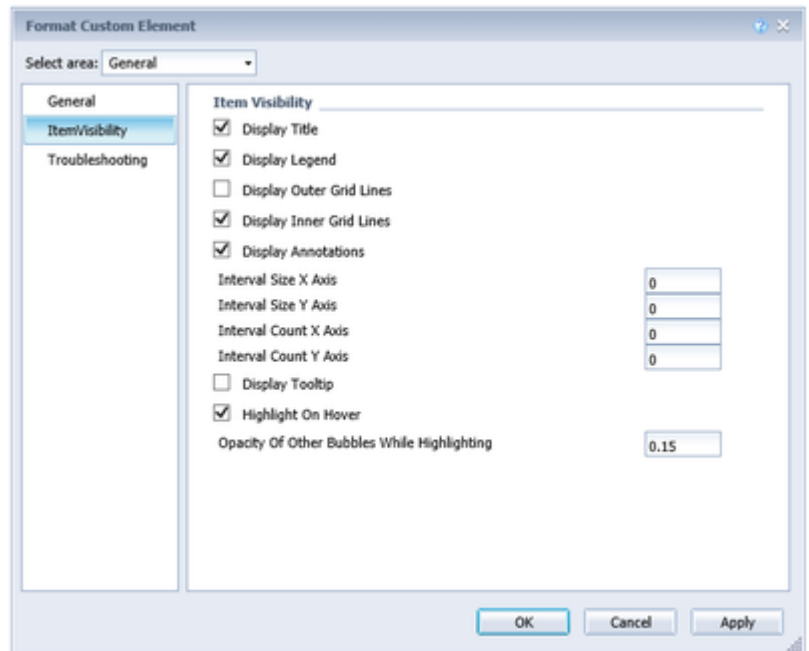 Format Custom Element
Select area: General
General
ItemVisibility
Troubleshooting
Item Visibility
Display Title
Display Legend
Display Outer Grid Lines
Display Inner Grid Lines
Display Annotations
Interval Size X Axis 0
Interval Size Y Axis 0
Interval Count X Axis 0
Interval Count Y Axis 0
Display Tooltip
Highlight On Hover
Opacity Of Other Bubbles While Highlighting 0.15
OK Cancel Apply